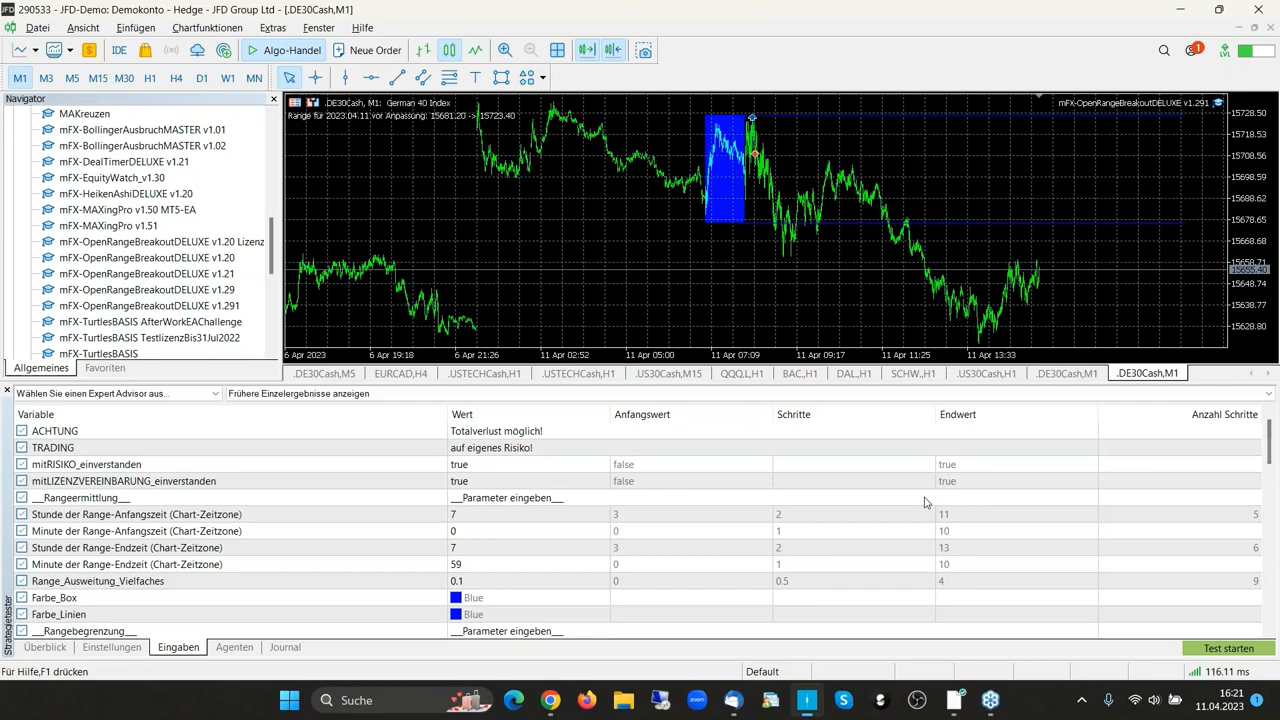 290533 - JFD-Demo: Demokonto - Hedge - JFD Group Ltd - [.DE30Cash,M1]
Datei Ansicht Einfügen Chartfunktionen Extras Fenster Hilfe
IDE Algo-Handel Neue Order 1 LVL
M1 M3 M5 M15 M30 H1 H4 D1 W1 MN T
Navigator
MAKreuzen
mFX-BollingerAusbruchMASTER v1.01
mFX-BollingerAusbruchMASTER v1.02
mFX-DealTimerDELUXE v1.21
mFX-EquityWatch_v1.30
mFX-HeikenAshiDELUXE v1.20
mFX-MAXingPro v1.50 MT5-EA
mFX-MAXingPro v1.51
mFX-OpenRangeBreakoutDELUXE v1.20 Lizenz
mFX-OpenRangeBreakoutDELUXE v1.20
mFX-OpenRangeBreakoutDELUXE v1.21
mFX-OpenRangeBreakoutDELUXE v1.29
mFX-OpenRangeBreakoutDELUXE v1.291
mFX-TurtlesBASIS AfterWorkEAChallenge
mFX-TurtlesBASIS TestlizenzBis31Jul2022
mFX-TurtlesBASIS
Allgemeines Favoriten
.DE30Cash, M1: German 40 Index
mFX-OpenRangeBreakoutDELUXE v1.291
Range für 2023.04.11 vor Anpassung: 15681.20 -> 15723.40
15728.50
15718.53
15708.56
15698.59
15688.62
15678.65
15668.68
15658.71
15655.40
15648.74
15638.77
15628.80
6 Apr 2023 6 Apr 19:18 6 Apr 21:26 11 Apr 02:52 11 Apr 05:00 11 Apr 07:09 11 Apr 09:17 11 Apr 11:25 11 Apr 13:33
.DE30Cash,M5 EURCAD,H4 .USTECHCash,H1 .USTECHCash,H1 .US30Cash,M15 QQQ.L,H1 BAC.,H1 DAL.,H1 SCHW.,H1 .US30Cash,H1 .DE30Cash,M1 .DE30Cash,M1
Wählen Sie einen Expert Advisor aus... Frühere Einzelergebnisse anzeigen
Variable Wert Anfangswert Schritte Endwert Anzahl Schritte
ACHTUNG Totalverlust möglich!
TRADING auf eigenes Risiko!
mitRISIKO_einverstanden true false true
mitLIZENZVEREINBARUNG_einverstanden true false true
__Rangeermittlung__ __Parameter eingeben__
Stunde der Range-Anfangszeit (Chart-Zeitzone) 7 3 2 11 5
Minute der Range-Anfangszeit (Chart-Zeitzone) 0 0 1 10
Stunde der Range-Endzeit (Chart-Zeitzone) 7 3 2 13 6
Minute der Range-Endzeit (Chart-Zeitzone) 59 0 1 10
Range_Ausweitung_Vielfaches 0.1 0 0.5 4 9
Farbe_Box Blue
Farbe_Linien Blue
__Rangebegrenzung__ __Parameter eingeben__
Strategietester
Überblick Einstellungen Eingaben Agenten Journal Test starten
Für Hilfe,F1 drücken Default 116.11 ms
Suche zoom 16:21
11.04.2023 1